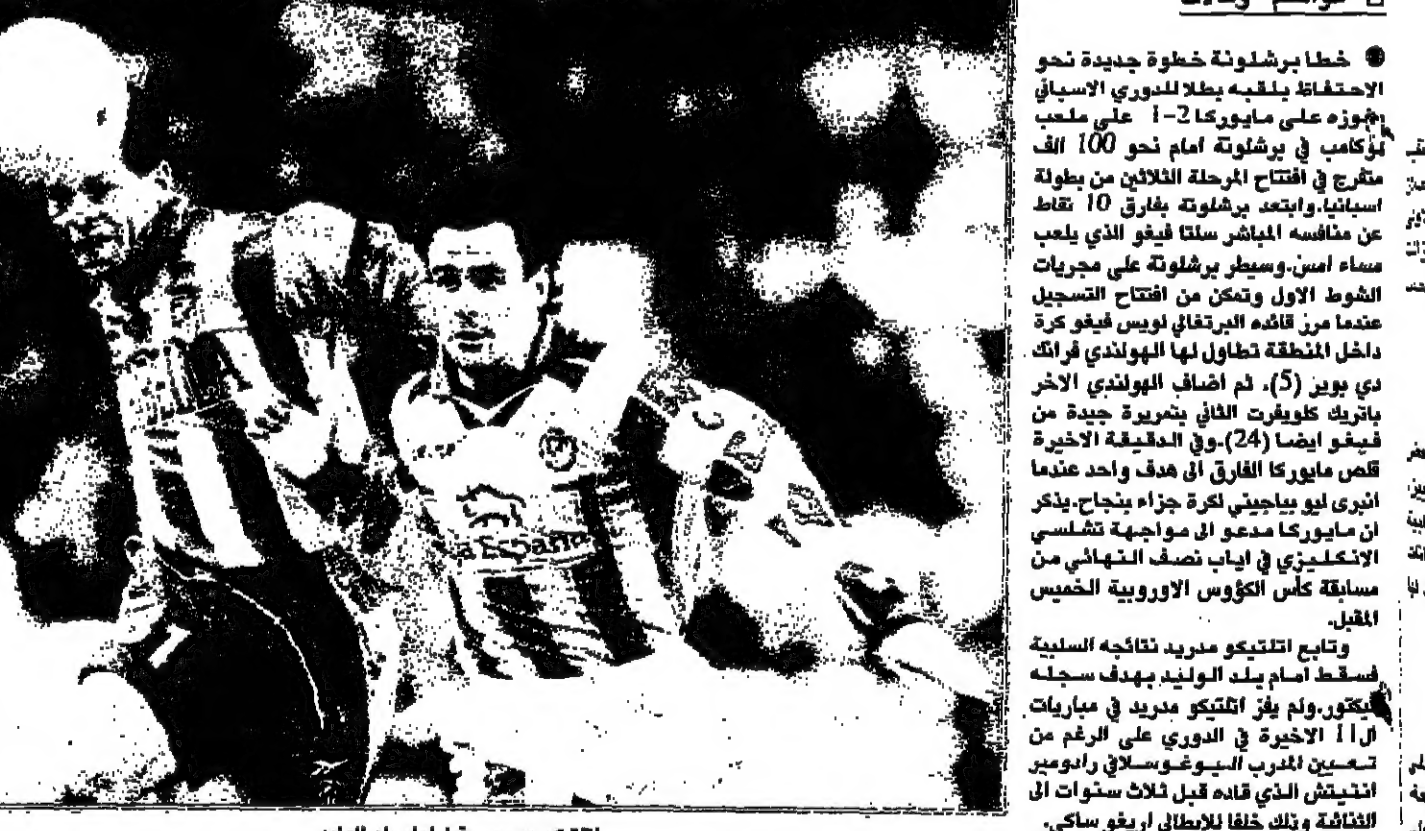 ● خطا برشلونة خطوة جديدة نحو
الاحتفاظ بلقبه بطلا للدوري الاسباني
بفوزه على مايوركا 2-1 على ملعب
نوكامب في برشلونة امام نحو 100 الف
متفرج في افتتاح المرحلة الثلاثين من بطولة
اسبانيا.وابتعد برشلونة بفارق 10 نقاط
عن منافسه المباشر سلتا فيغو الذي يلعب
مساء امس.وسيطر برشلونة على مجريات
الشوط الاول وتمكن من افتتاح التسجيل
عندما مرر قائده البرتغالي لويس فيغو كرة
داخل المنطقة تطاول لها الهولندي فرانك
دي بوير (5)، ثم اضاف الهولندي الاخر
باتريك كلويفرت الثاني بتمريرة جيدة من
فيغو ايضا (24).وفي الدقيقة الاخيرة
قلص مايوركا الفارق الى هدف واحد عندما
انبرى ليو بياجيني لكرة جزاء بنجاح.يذكر
ان مايوركا مدعو الى مواجهة تشلسي
الانكليزي في اياب نصف النهائي من
مسابقة كأس الكؤوس الاوروبية الخميس
المقبل.
وتابع اتلتيكو مدريد نتائجه السلبية
فسقط امام بلد الوليد بهدف سجله
فيكتور.ولم يفز اتلتيكو مدريد في مباريات
ال11 الاخيرة في الدوري على الرغم من
تعيين المدرب اليوغوسلافي رادومير
انتيتش الذي قاده قبل ثلاث سنوات الى
الثنائية وذلك خلفا للايطالي اريغو ساكي.
a España